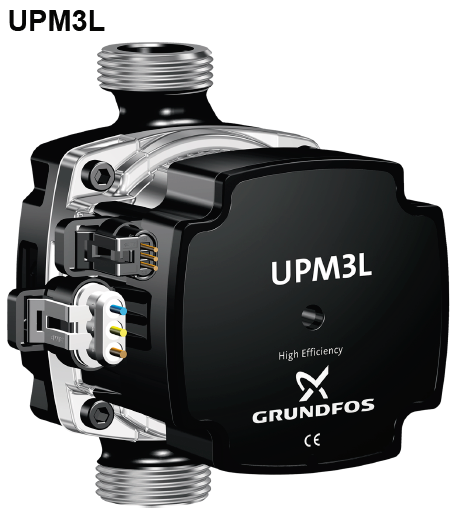 UPM3L
UPM3L
High Efficiency
GRUNDFOS
CE